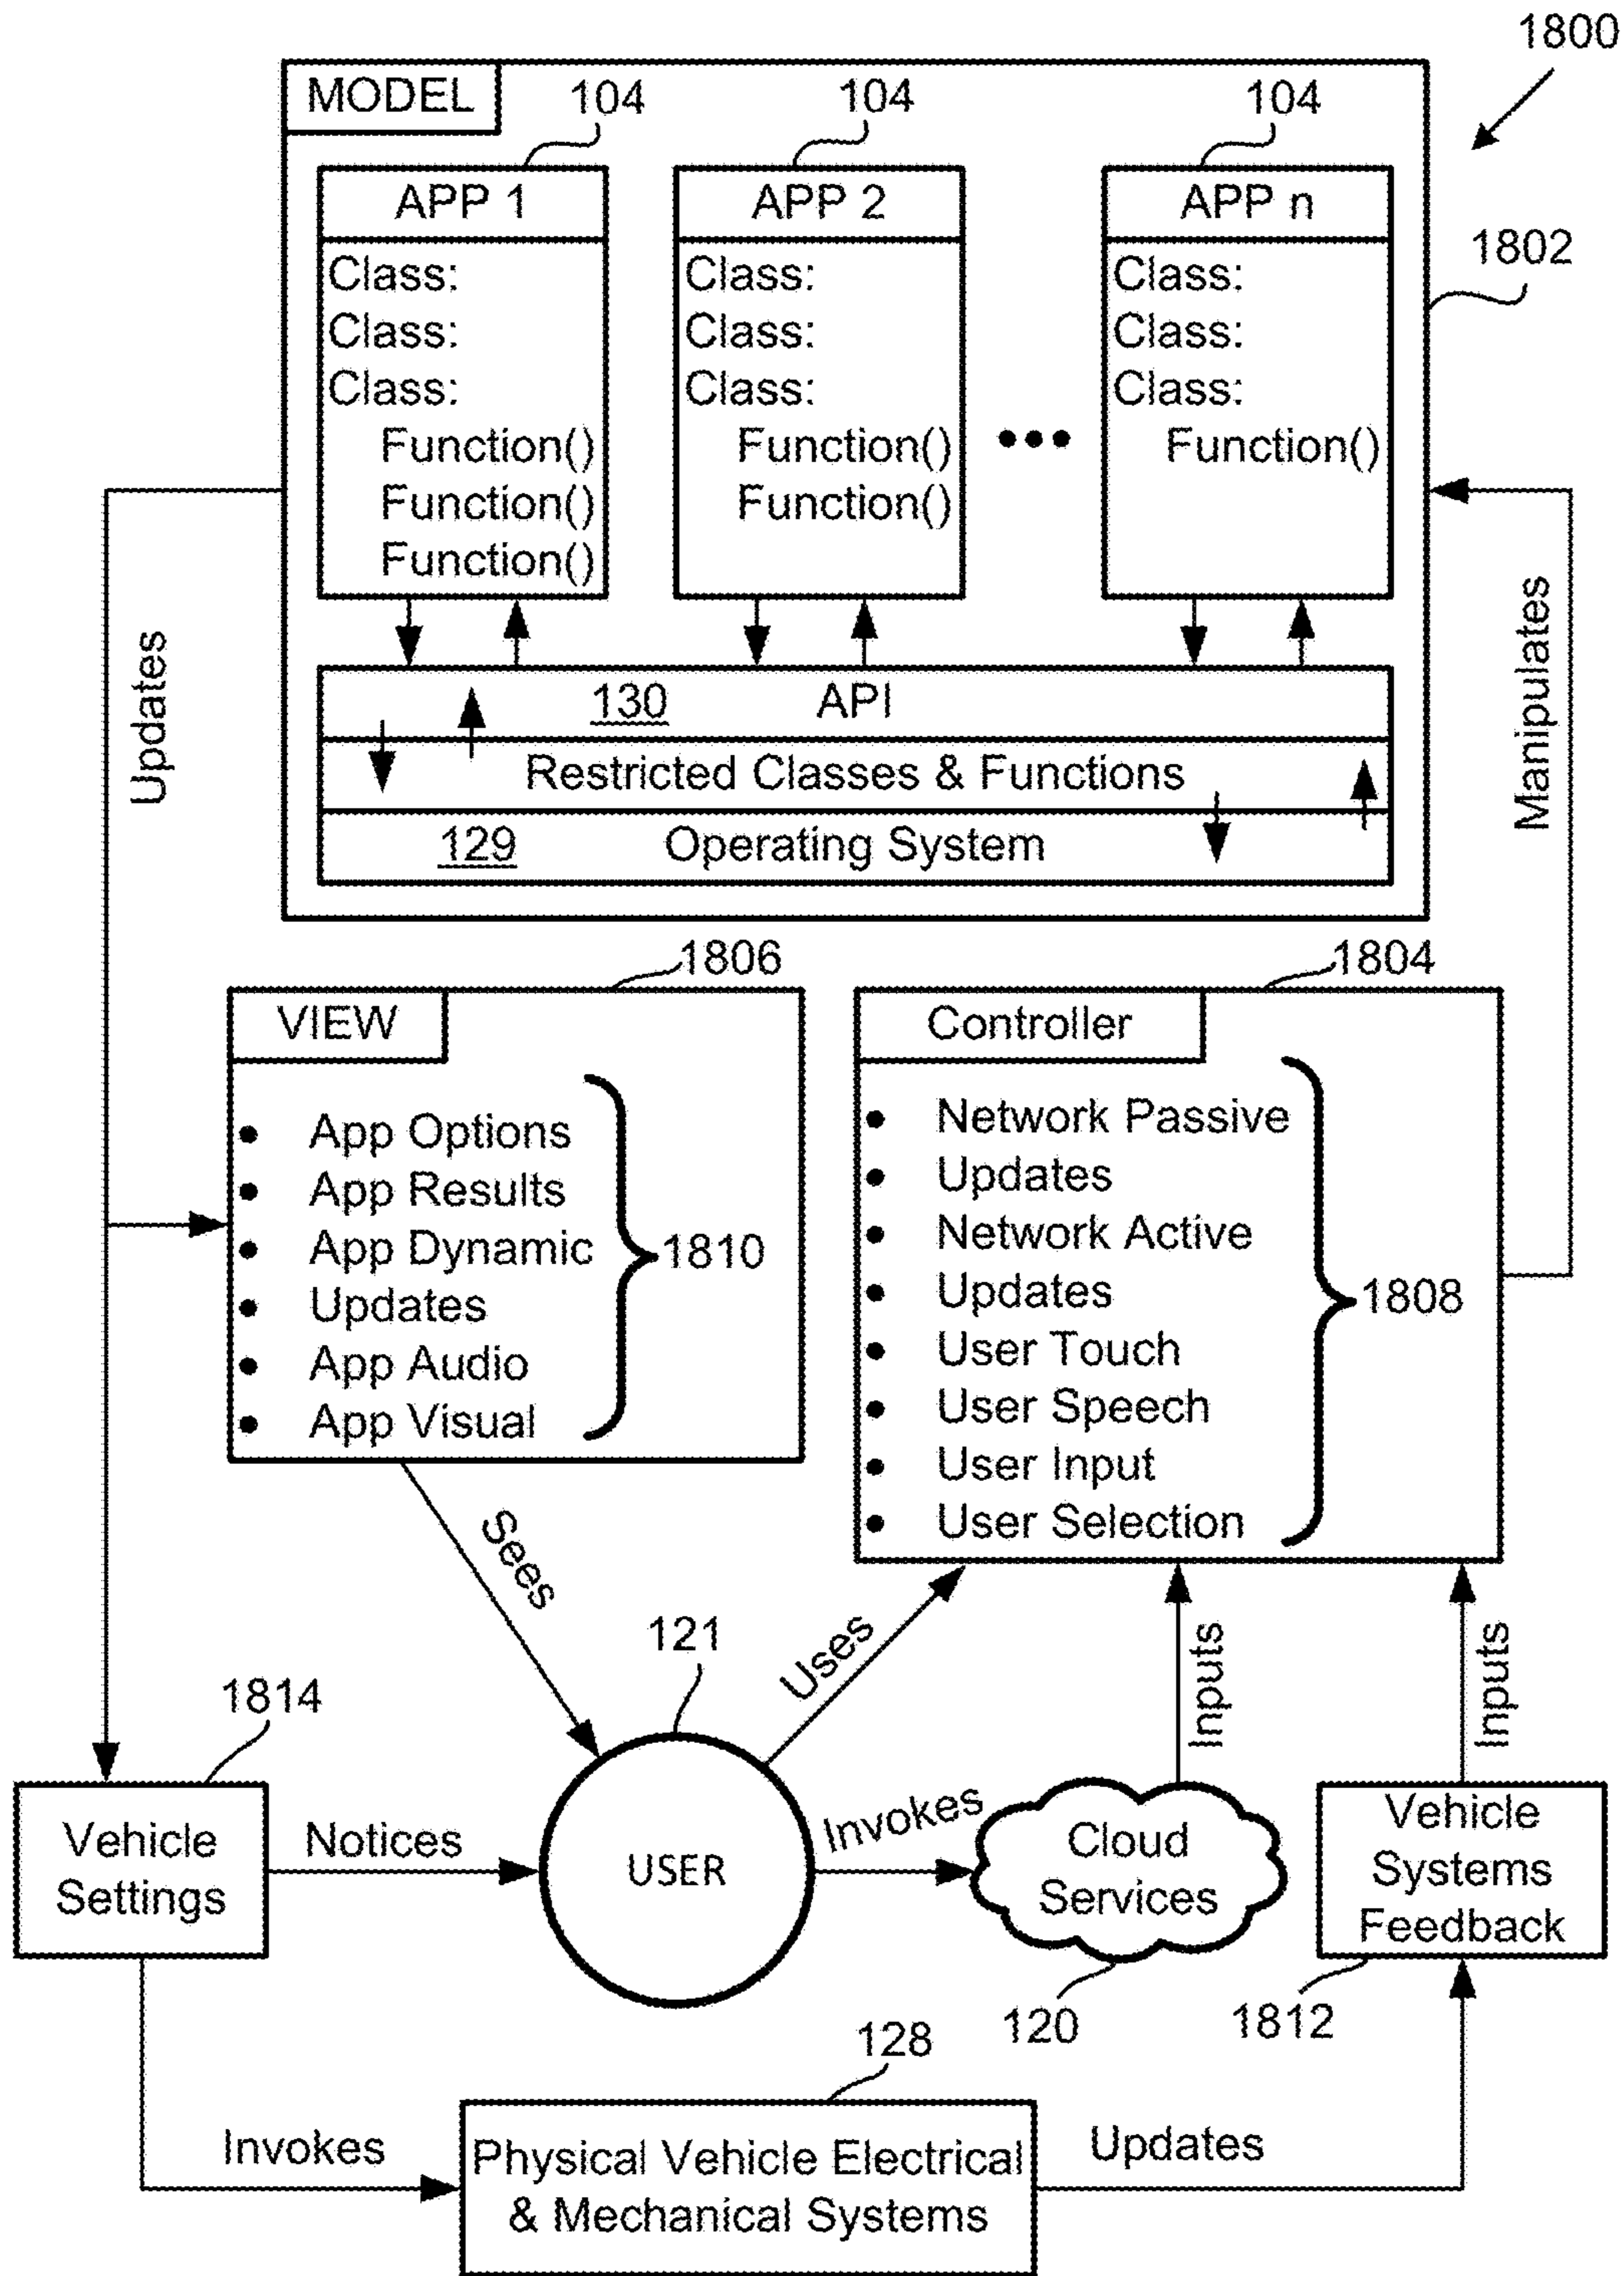 1800
MODEL
104
104
104
APP 1
Class:
Class:
Class:
Function()
Function()
Function()
APP 2
Class:
Class:
Class:
Function()
Function()
•••
APP n
Class:
Class:
Class:
Function()
1802
130 API
Restricted Classes & Functions
129 Operating System
Updates
Manipulates
1806
VIEW
• App Options
• App Results
• App Dynamic
• Updates
• App Audio
• App Visual
1810
1804
Controller
• Network Passive
• Updates
• Network Active
• Updates
• User Touch
• User Speech
• User Input
• User Selection
1808
Sees
Uses
Inputs
Inputs
121
1814
Vehicle
Settings
Notices
USER
Invokes
Cloud
Services
120
Vehicle
Systems
Feedback
1812
128
Invokes
Physical Vehicle Electrical
& Mechanical Systems
Updates